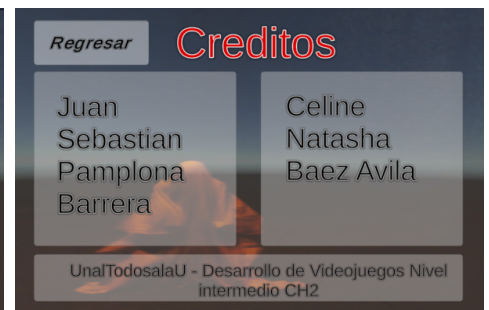 Regresar
Creditos
Juan
Sebastian
Pamplona
Barrera
Celine
Natasha
Baez Avila
UnalTodosalaU - Desarrollo de Videojuegos Nivel
intermedio CH2